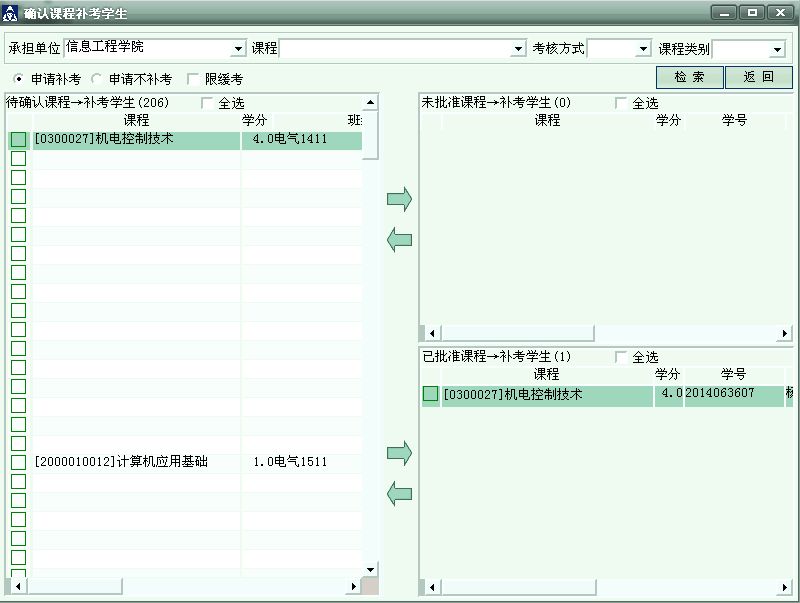 确认课程补考学生
承担单位 信息工程学院 课程 考核方式 课程类别
申请补考 申请不补考 限缓考 检 索 返 回
待确认课程→补考学生(206) 全选
课程 学分
[0300027]机电控制技术 4.0 电气1411
[2000010012]计算机应用基础 1.0 电气1511
未批准课程→补考学生(0) 全选
课程 学分 学号
已批准课程→补考学生(1) 全选
课程 学分 学号
[0300027]机电控制技术 4.0 2014063607